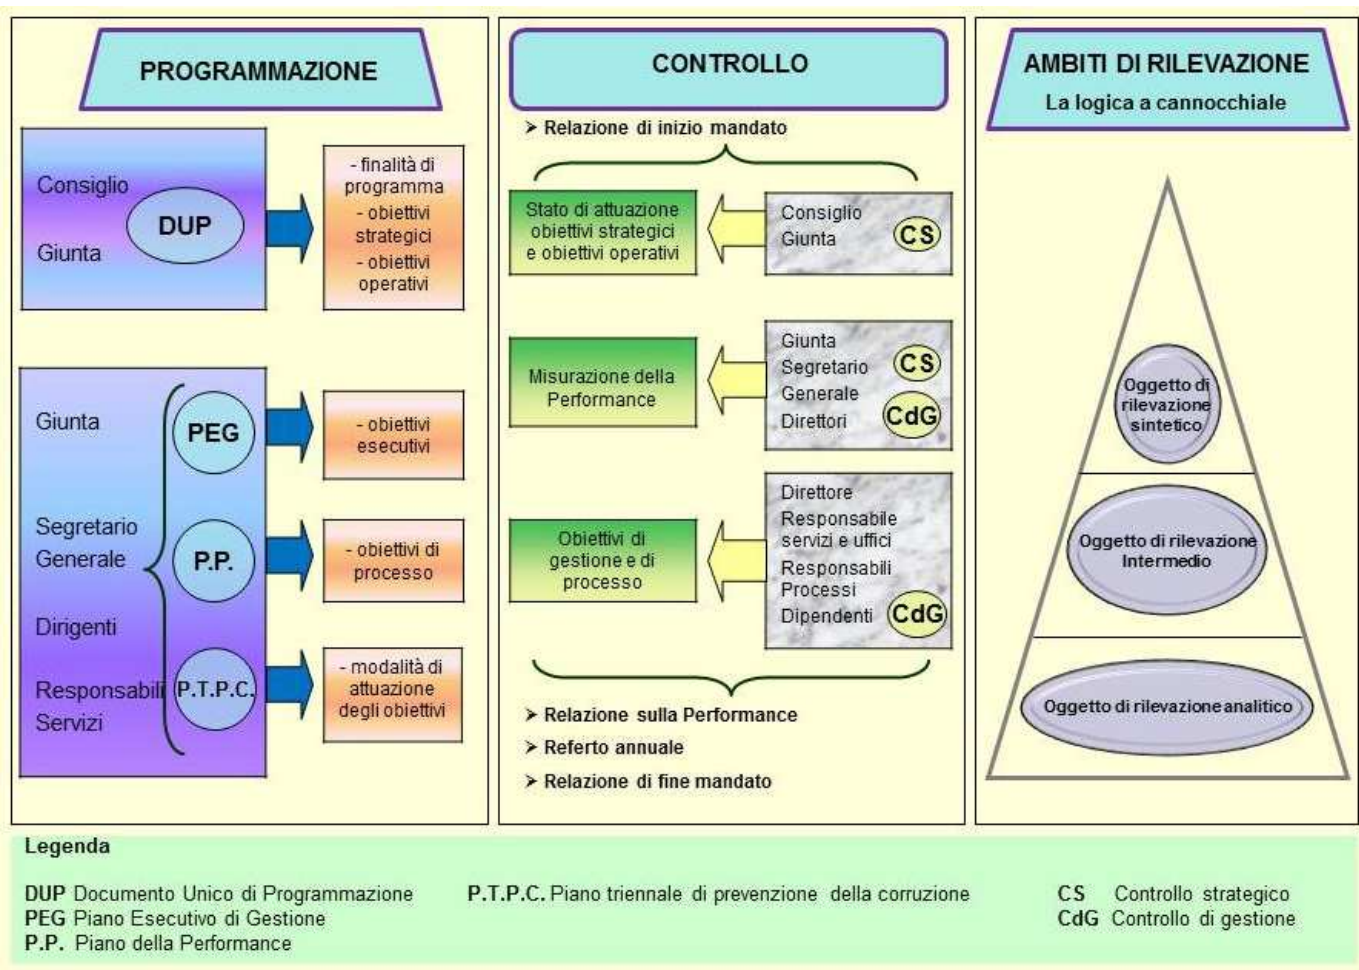 PROGRAMMAZIONE
Consiglio
DUP
Giunta
- finalità di
programma
- obiettivi
strategici
- obiettivi
operativi
Giunta
PEG
- obiettivi
esecutivi
Segretario
Generale
P.P.
- obiettivi di
processo
Dirigenti
Responsabili
Servizi
P.T.P.C.
- modalità di
attuazione
degli obiettivi
CONTROLLO
➢ Relazione di inizio mandato
Stato di attuazione
obiettivi strategici
e obiettivi operativi
Consiglio
Giunta
CS
Misurazione della
Performance
Giunta
Segretario
Generale
Direttori
CS
CdG
Obiettivi di
gestione e di
processo
Direttore
Responsabile
servizi e uffici
Responsabili
Processi
Dipendenti
CdG
➢ Relazione sulla Performance
➢ Referto annuale
➢ Relazione di fine mandato
AMBITI DI RILEVAZIONE
La logica a cannocchiale
Oggetto di
rilevazione
sintetico
Oggetto di rilevazione
Intermedio
Oggetto di rilevazione analitico
Legenda
DUP Documento Unico di Programmazione
PEG Piano Esecutivo di Gestione
P.P. Piano della Performance
P.T.P.C. Piano triennale di prevenzione della corruzione
CS Controllo strategico
CdG Controllo di gestione